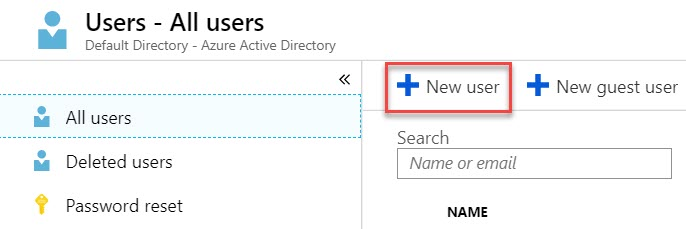 Users - All users
Default Directory - Azure Active Directory
«
All users
Deleted users
Password reset
New user
New guest user
Search
Name or email
NAME